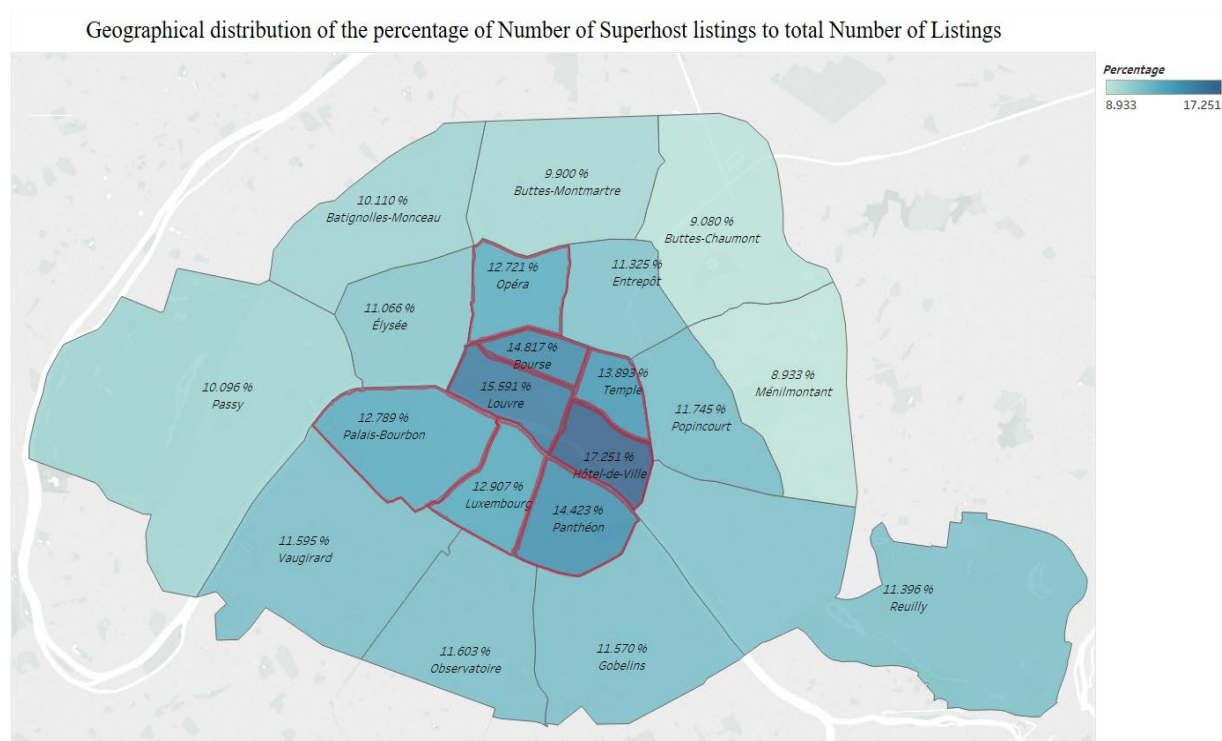 Geographical distribution of the percentage of Number of Superhost listings to total Number of Listings
Percentage
8.933 17.251
9.900 %
Buttes-Montmartre
10.110 %
Batignolles-Monceau
9.080 %
Buttes-Chaumont
12.721 %
Opéra
11.325 %
Entrepôt
11.066 %
Élysée
14.817 %
Bourse
13.893 %
Temple
8.933 %
Ménilmontant
10.096 %
Passy
15.591 %
Louvre
11.745 %
Popincourt
12.789 %
Palais-Bourbon
17.251 %
Hôtel-de-Ville
12.907 %
Luxembourg
14.423 %
Panthéon
11.595 %
Vaugirard
11.396 %
Reuilly
11.603 %
Observatoire
11.570 %
Gobelins